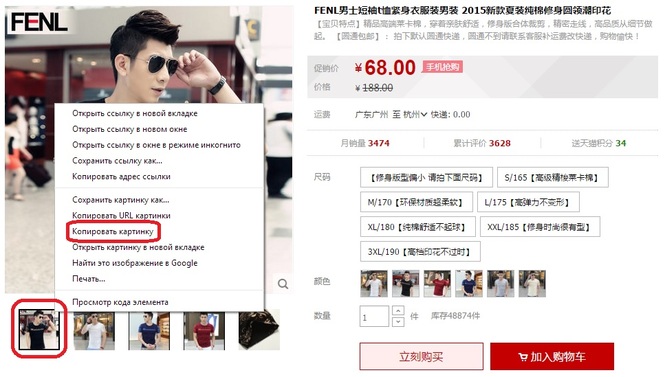 FENL
Открыть ссылку в новой вкладке
Открыть ссылку в новом окне
Открыть ссылку в окне в режиме инкогнито
Сохранить ссылку как...
Копировать адрес ссылки
Сохранить картинку как...
Копировать URL картинки
Копировать картинку
Открыть картинку в новой вкладке
Найти это изображение в Google
Печать...
Просмотр кода элемента
FENL男士短袖t恤紧身衣服装男装 2015新款夏装纯棉修身圆领潮印花
【宝贝特点】精品高端莱卡棉,穿着亲肤舒适,修身版合体裁剪,精密走线,高品质从细节做
起。【圆通包邮】:拍下默认圆通快递,圆通不到请联系客服补运费改快递,购物愉快!
促销价 ¥68.00 手机抢购
价格 ¥188.00
运费 广东广州 至 杭州 快递: 0.00
月销量 3474 累计评价 3628 送天猫积分 34
尺码 【修身版型偏小 请拍下面尺码】 S/165【高级精梭莱卡棉】
M/170【环保材质超柔软】 L/175【高弹力不变形】
XL/180【纯棉舒适不起球】 XXL/185【修身时尚很有型】
3XL/190【高档印花不过时】
颜色
数量 1 件 库存48874件
立刻购买 加入购物车